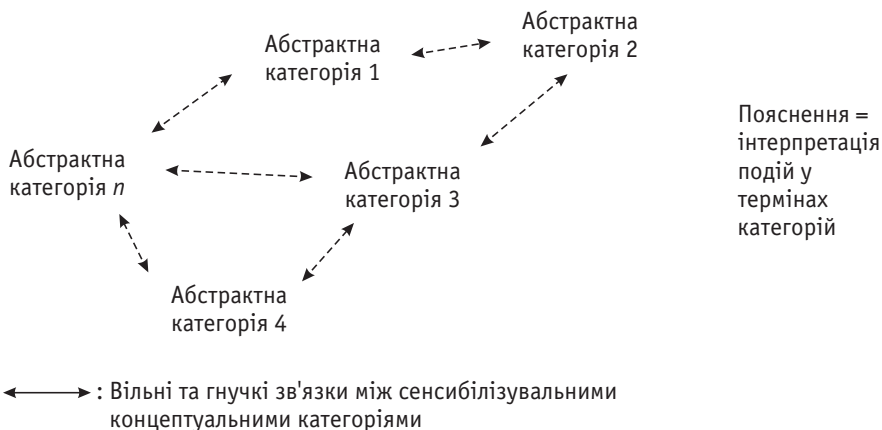 Абстрактна
категорія 1
Абстрактна
категорія 2
Абстрактна
категорія n
Абстрактна
категорія 3
Абстрактна
категорія 4
Пояснення =
інтерпретація
подій у
термінах
категорій
: Вільні та гнучкі зв'язки між сенсибілізувальними
концептуальними категоріями